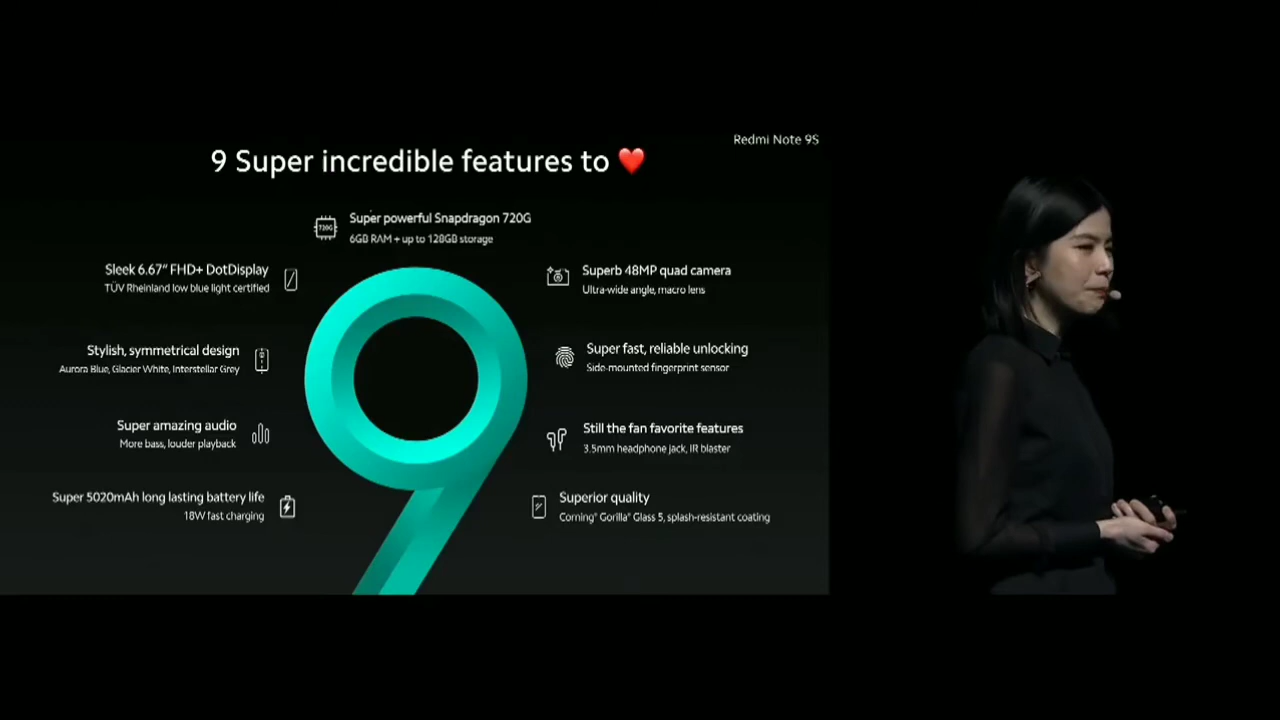 Redmi Note 9S
9 Super incredible features to ❤️
Super powerful Snapdragon 720G
6GB RAM + up to 128GB storage
720G
Sleek 6.67" FHD+ DotDisplay
TÜV Rheinland low blue light certified
Stylish, symmetrical design
Aurora Blue, Glacier White, Interstellar Grey
Super amazing audio
More bass, louder playback
Super 5020mAh long lasting battery life
18W fast charging
Superb 48MP quad camera
Ultra-wide angle, macro lens
Super fast, reliable unlocking
Side-mounted fingerprint sensor
Still the fan favorite features
3.5mm headphone jack, IR blaster
Superior quality
Corning® Gorilla® Glass 5, splash-resistant coating